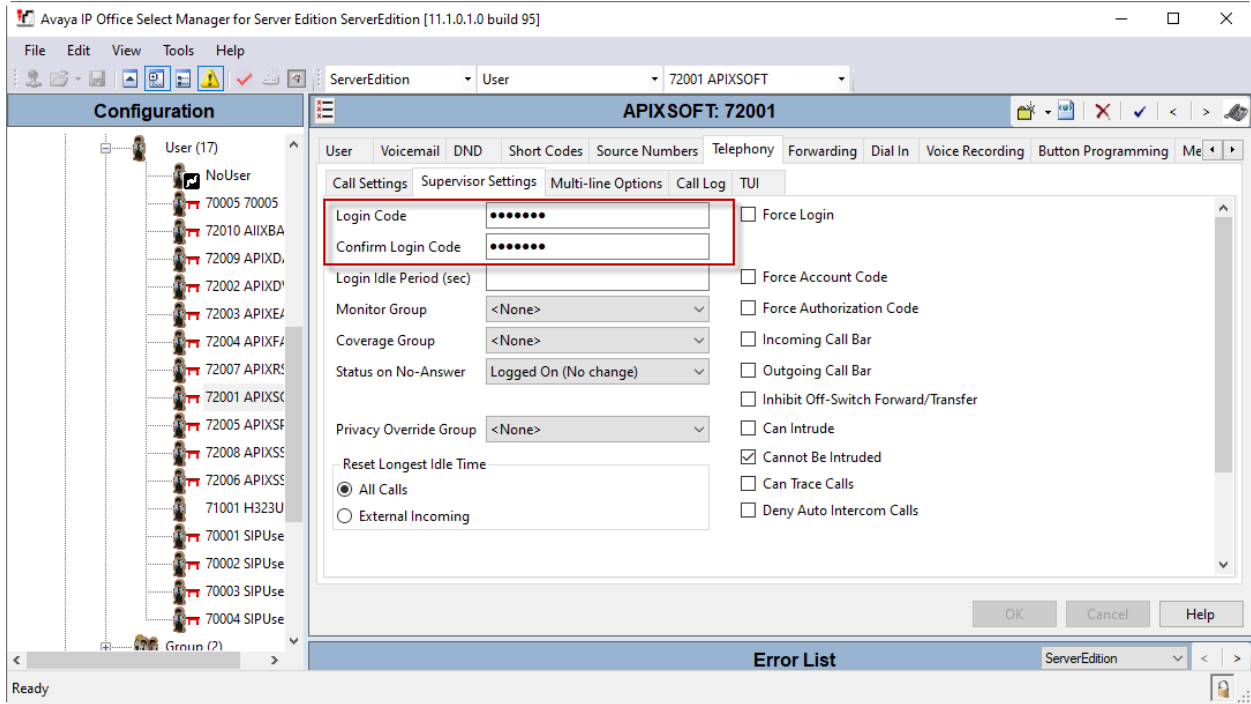 Avaya IP Office Select Manager for Server Edition ServerEdition [11.1.0.1.0 build 95]
File Edit View Tools Help
ServerEdition User 72001 APIXSOFT
Configuration
APIXSOFT: 72001
User (17)
NoUser
70005 70005
72010 AIIXBA
72009 APIXD
72002 APIXD
72003 APIXEA
72004 APIXFA
72007 APIXRS
72001 APIXSO
72005 APIXSP
72008 APIXSS
72006 APIXSS
71001 H323U
70001 SIPUse
70002 SIPUse
70003 SIPUse
70004 SIPUse
Group (2)
User Voicemail DND Short Codes Source Numbers Telephony Forwarding Dial In Voice Recording Button Programming Me
Call Settings Supervisor Settings Multi-line Options Call Log TUI
Login Code ●●●●●●● Force Login
Confirm Login Code ●●●●●●●
Login Idle Period (sec) Force Account Code
Monitor Group <None> Force Authorization Code
Coverage Group <None> Incoming Call Bar
Status on No-Answer Logged On (No change) Outgoing Call Bar
Inhibit Off-Switch Forward/Transfer
Privacy Override Group <None> Can Intrude
Reset Longest Idle Time Cannot Be Intruded
All Calls Can Trace Calls
External Incoming Deny Auto Intercom Calls
OK Cancel Help
Error List ServerEdition
Ready